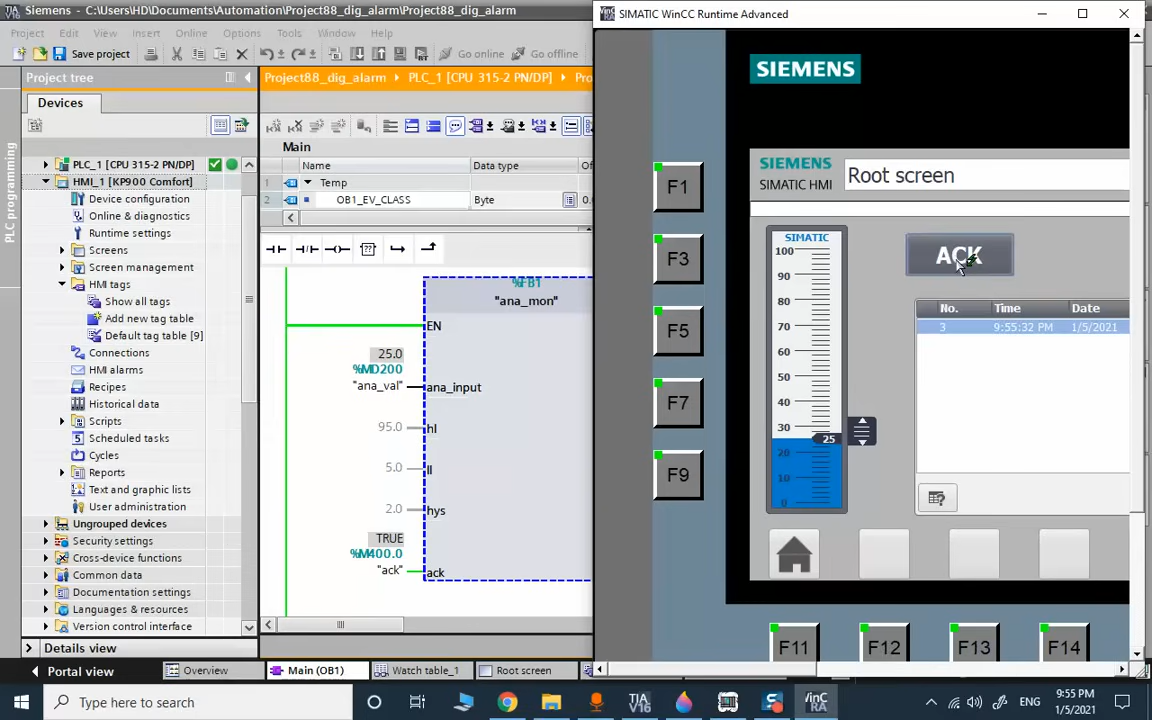 Siemens - C:\Users\HD\Documents\Automation\Project88_dig_alarm\Project88_dig_alarm
Project Edit View Insert Online Options Tools Window Help
Save project
Go online
Go offline
Project tree
Devices
PLC programming
PLC_1 [CPU 315-2 PN/DP]
HMI_1 [KP900 Comfort]
Device configuration
Online & diagnostics
Runtime settings
Screens
Screen management
HMI tags
Show all tags
Add new tag table
Default tag table [9]
Connections
HMI alarms
Recipes
Historical data
Scripts
Scheduled tasks
Cycles
Reports
Text and graphic lists
User administration
Ungrouped devices
Security settings
Cross-device functions
Common data
Documentation settings
Languages & resources
Version control interface
Details view
Project88_dig_alarm
PLC_1 [CPU 315-2 PN/DP]
Main
Name Data type
1 Temp
2 OB1_EV_CLASS Byte
%FB1
"ana_mon"
EN
25.0
%MD200
"ana_val" ana_input
95.0 hl
5.0 ll
2.0 hys
TRUE
%M400.0
"ack" ack
SIMATIC WinCC Runtime Advanced
SIEMENS
SIEMENS
SIMATIC HMI
Root screen
F1
F3
F5
F7
F9
SIMATIC
100
90
80
70
60
50
40
30
20
10
0
25
ACK
No. Time Date
3 9:55:32 PM 1/5/2021
F11 F12 F13 F14
Portal view
Overview
Main (OB1)
Watch table_1
Root screen
Type here to search
ENG
9:55 PM
1/5/2021